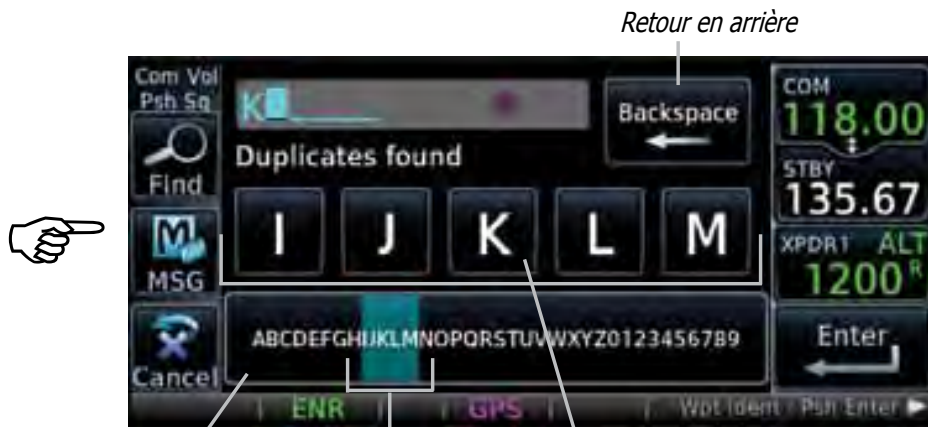 Retour en arrière
Com Vol
Psh Sq
K
Backspace
COM
118.00
Find
Duplicates found
STBY
135.67
MSG
I J K L M
XPDR1 ALT
1200 R
ABCDEFGHIJKLMNOPQRSTUVWXYZ0123456789
Cancel
Enter
ENR
GPS
Wpt Ident / Psh Enter